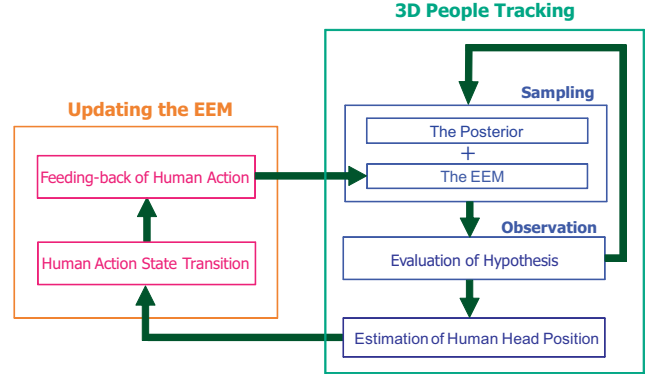 3D People Tracking
Updating the EEM
Sampling
The Posterior
+
The EEM
Feeding-back of Human Action
Observation
Human Action State Transition
Evaluation of Hypothesis
Estimation of Human Head Position